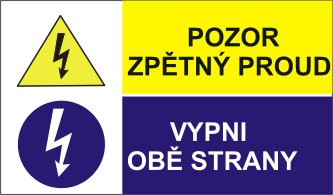 POZOR
ZPĚTNÝ PROUD
VYPNI
OBĚ STRANY